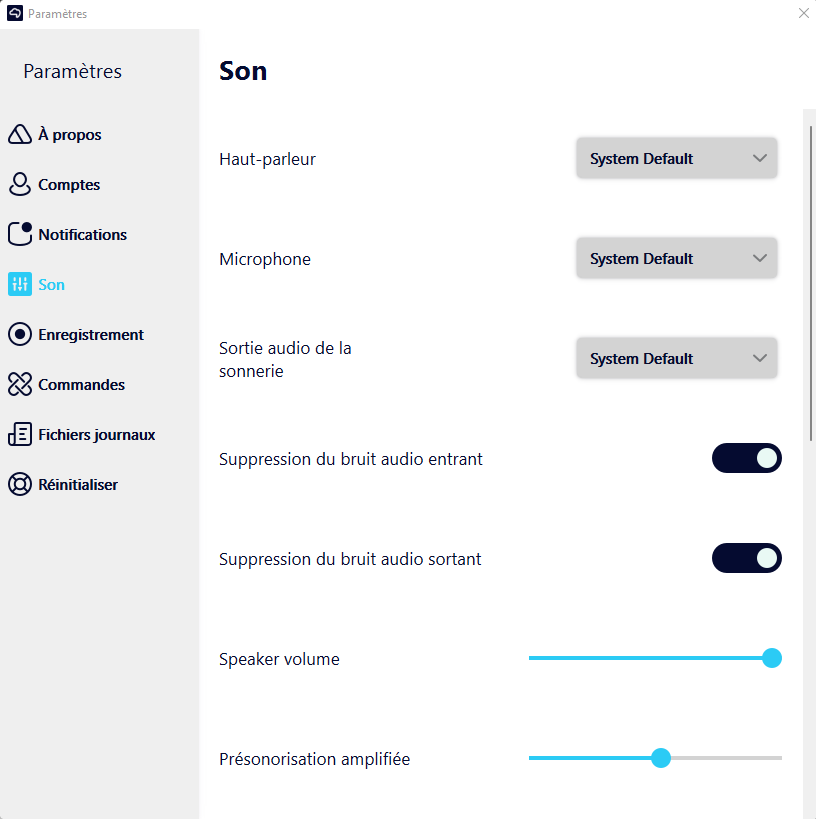 Paramètres
Paramètres
À propos
Comptes
Notifications
Son
Enregistrement
Commandes
Fichiers journaux
Réinitialiser
Son
Haut-parleur
System Default
Microphone
System Default
Sortie audio de la
sonnerie
System Default
Suppression du bruit audio entrant
Suppression du bruit audio sortant
Speaker volume
Présonorisation amplifiée